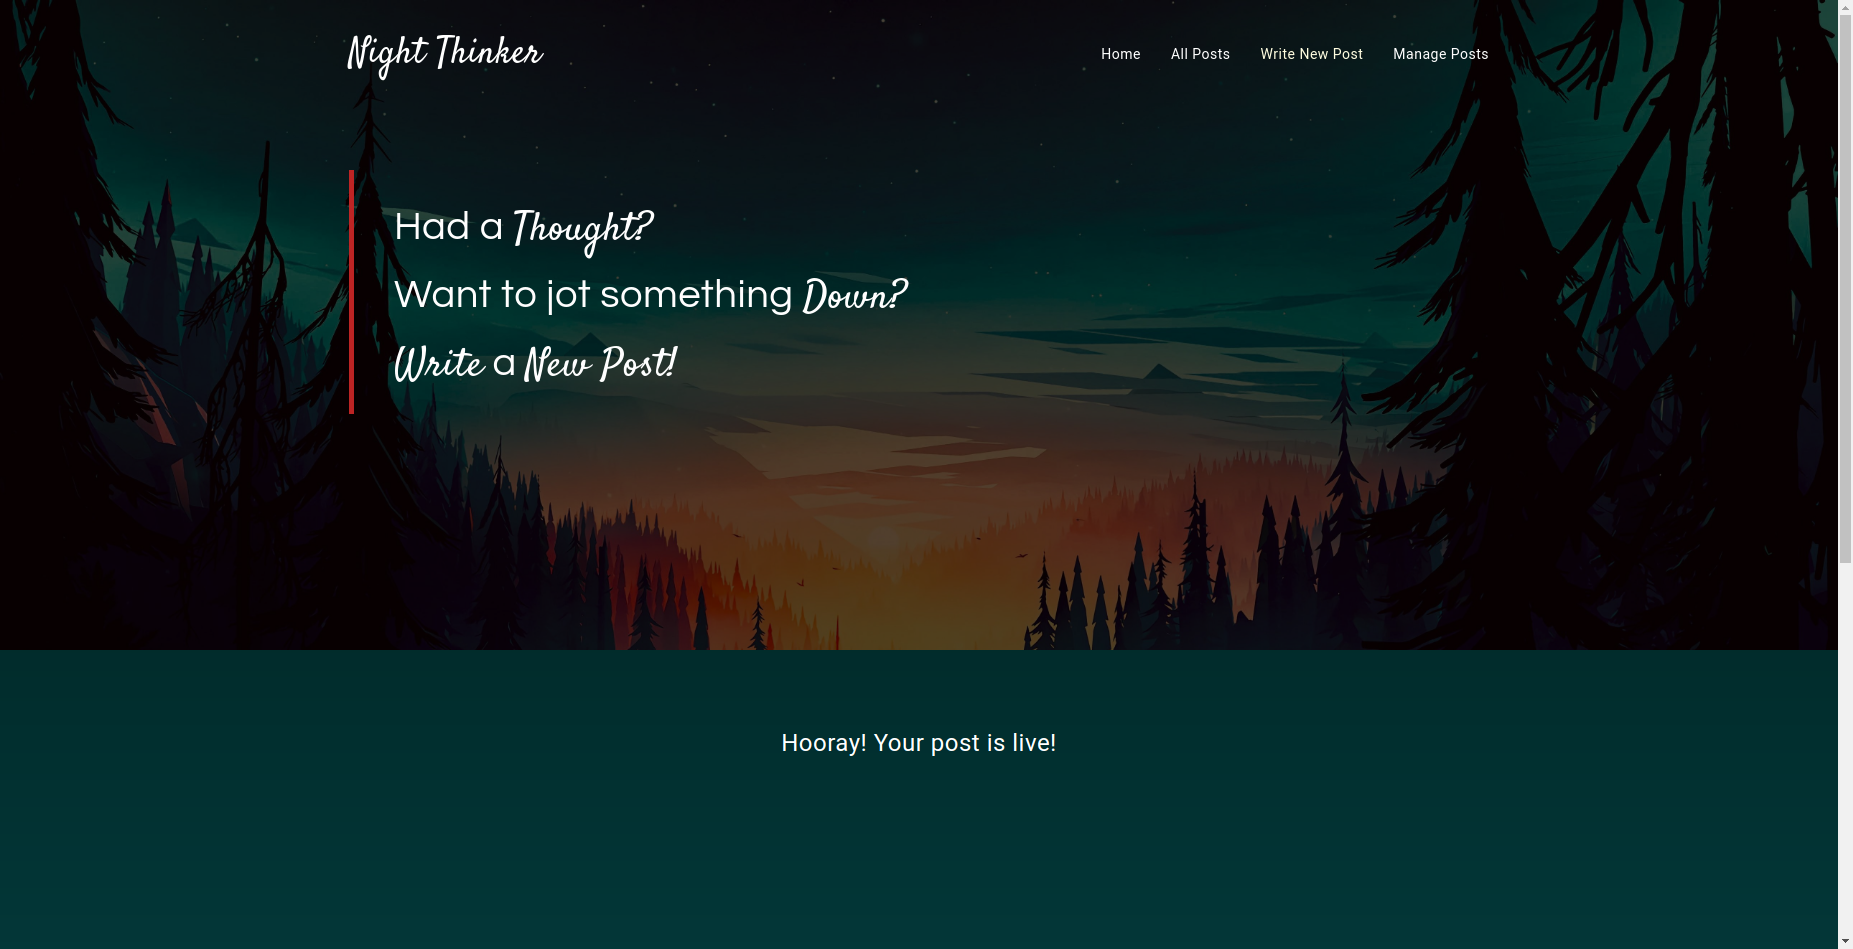 Night Thinker
Home All Posts Write New Post Manage Posts
Had a Thought?
Want to jot something Down?
Write a New Post!
Hooray! Your post is live!